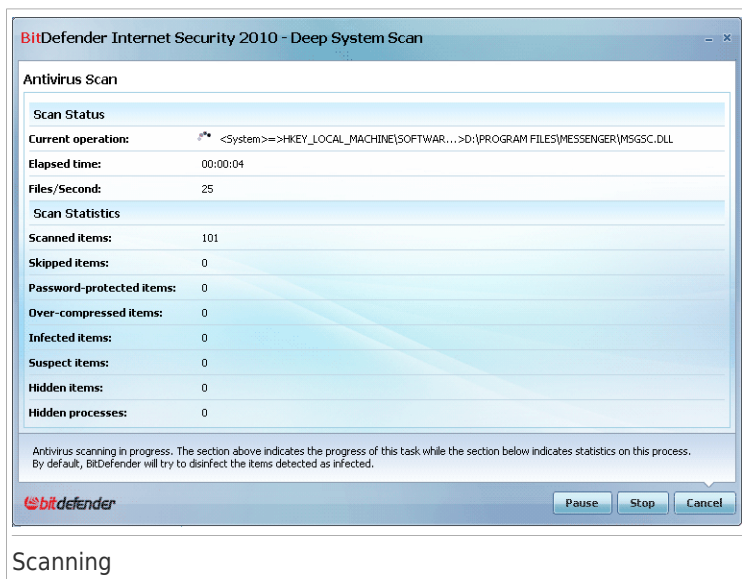 BitDefender Internet Security 2010 - Deep System Scan
Antivirus Scan
Scan Status
Current operation: <System>=>HKEY_LOCAL_MACHINE\SOFTWAR...>D:\PROGRAM FILES\MESSENGER\MSGSC.DLL
Elapsed time: 00:00:04
Files/Second: 25
Scan Statistics
Scanned items: 101
Skipped items: 0
Password-protected items: 0
Over-compressed items: 0
Infected items: 0
Suspect items: 0
Hidden items: 0
Hidden processes: 0
Antivirus scanning in progress. The section above indicates the progress of this task while the section below indicates statistics on this process.
By default, BitDefender will try to disinfect the items detected as infected.
bitdefender Pause Stop Cancel
Scanning